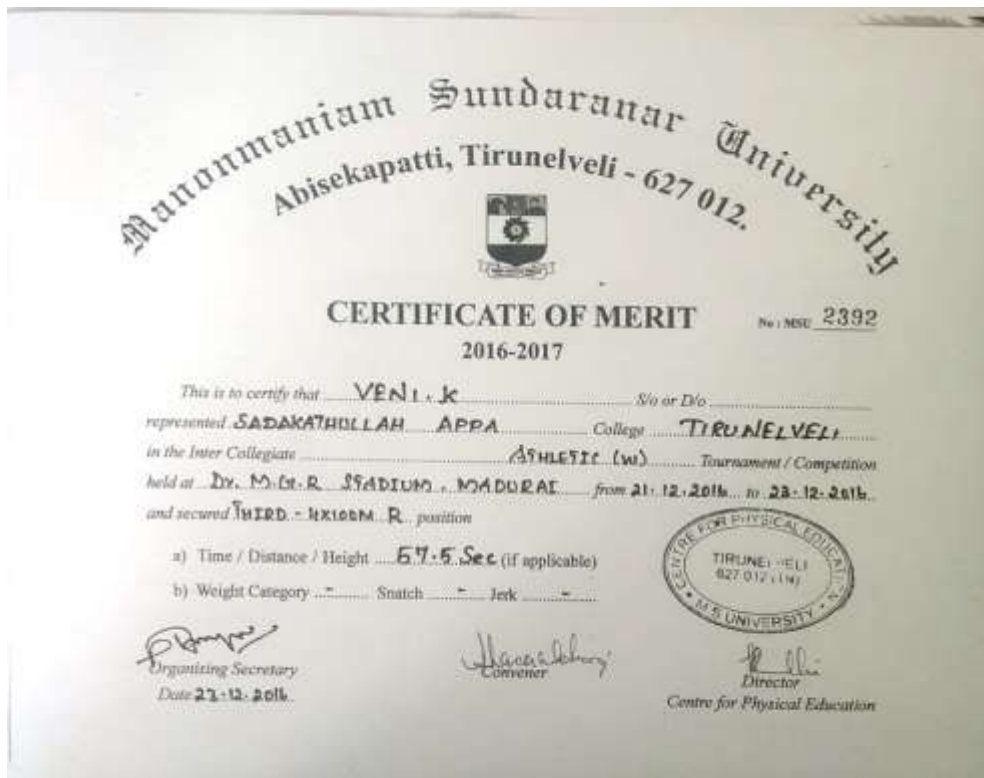 Manonmaniam Sundaranar University
Abisekapatti, Tirunelveli - 627 012.
CERTIFICATE OF MERIT
No : MSU 2392
2016-2017
This is to certify that VENI. K S/o or D/o
represented SADAKATHULLAH APPA College TIRUNELVELI
in the Inter Collegiate ATHLETIC (W) Tournament / Competition
held at Dr. M.G.R STADIUM, MADURAI from 21.12.2016 to 23.12.2016
and secured THIRD - 4X100M R position
a) Time / Distance / Height 57.5 Sec (if applicable)
b) Weight Category - Snatch - Jerk -
CENTRE FOR PHYSICAL EDUCATION
TIRUNELVELI
627 012 (TN)
M S UNIVERSITY
Organizing Secretary
Convener
Director
Date 23.12.2016
Centre for Physical Education